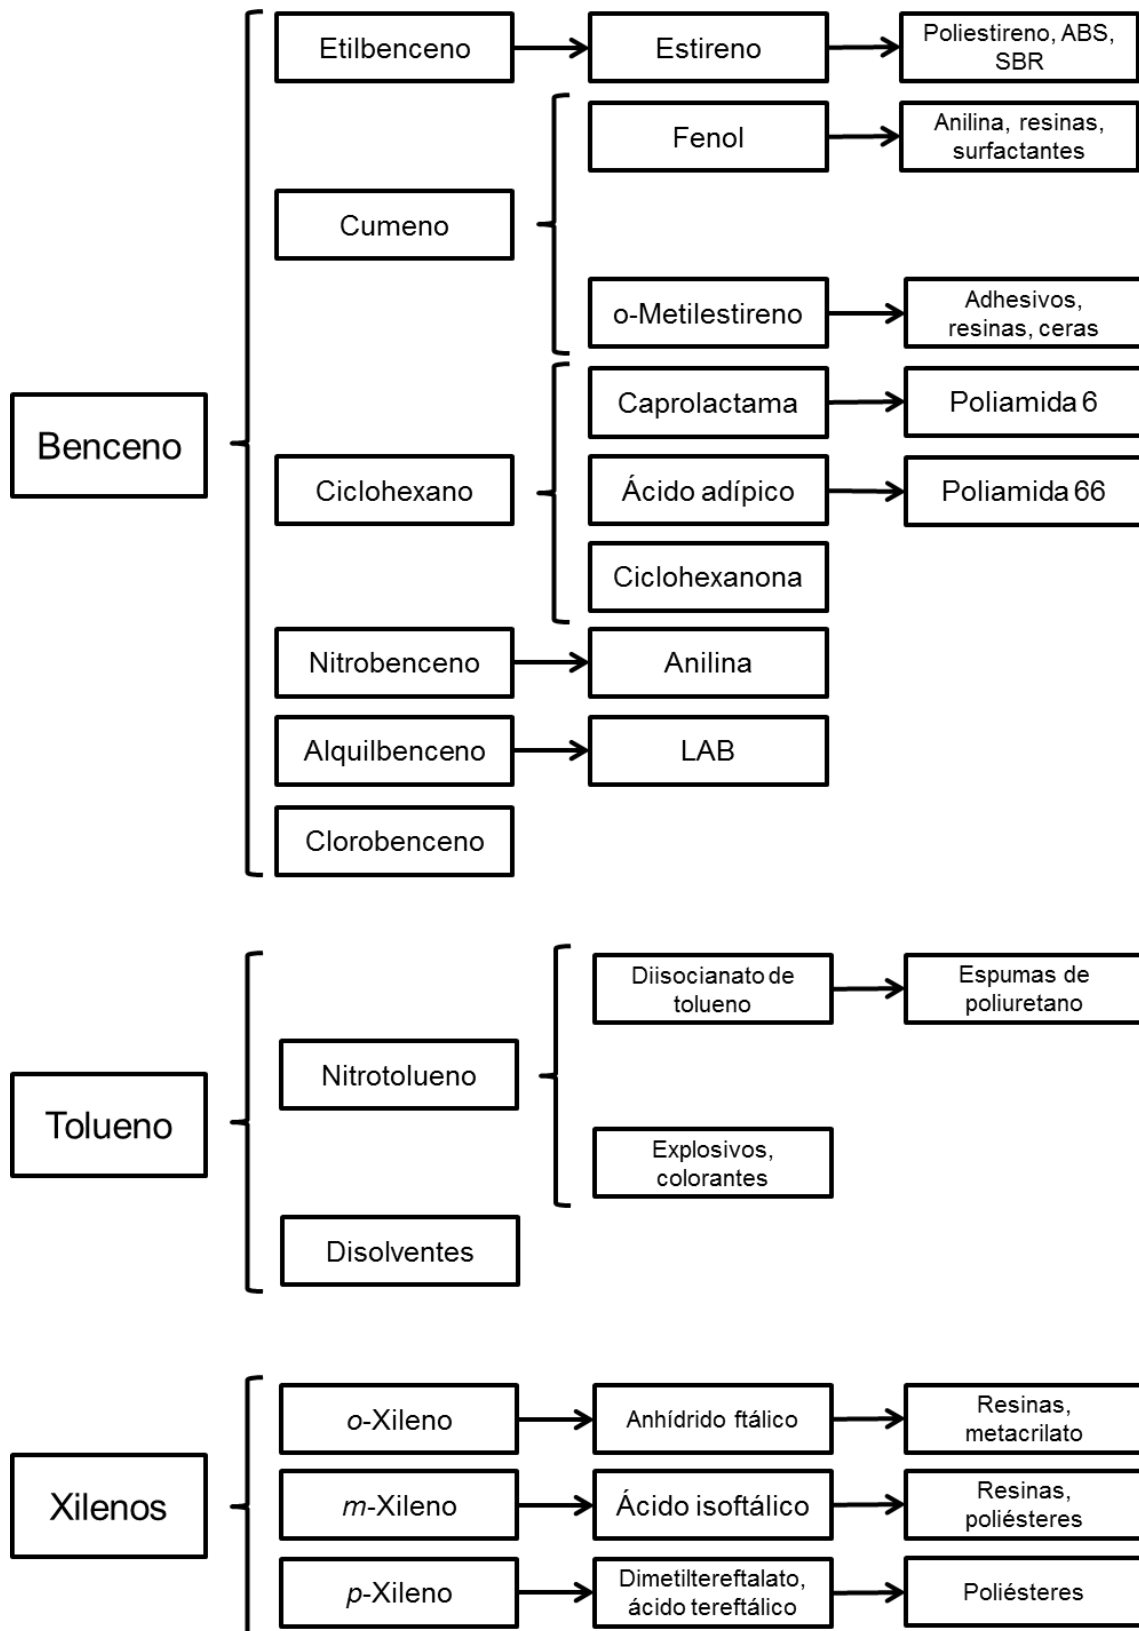 Etilbenceno
Estireno
Poliestireno, ABS,
SBR
Fenol
Anilina, resinas,
surfactantes
Cumeno
o-Metilestireno
Adhesivos,
resinas, ceras
Caprolactama
Poliamida 6
Benceno
Ciclohexano
Ácido adípico
Poliamida 66
Ciclohexanona
Nitrobenceno
Anilina
Alquilbenceno
LAB
Clorobenceno
Diisocianato de
tolueno
Espumas de
poliuretano
Nitrotolueno
Tolueno
Explosivos,
colorantes
Disolventes
o-Xileno
Anhídrido ftálico
Resinas,
metacrilato
Xilenos
m-Xileno
Ácido isoftálico
Resinas,
poliésteres
p-Xileno
Dimetiltereftalato,
ácido tereftálico
Poliésteres